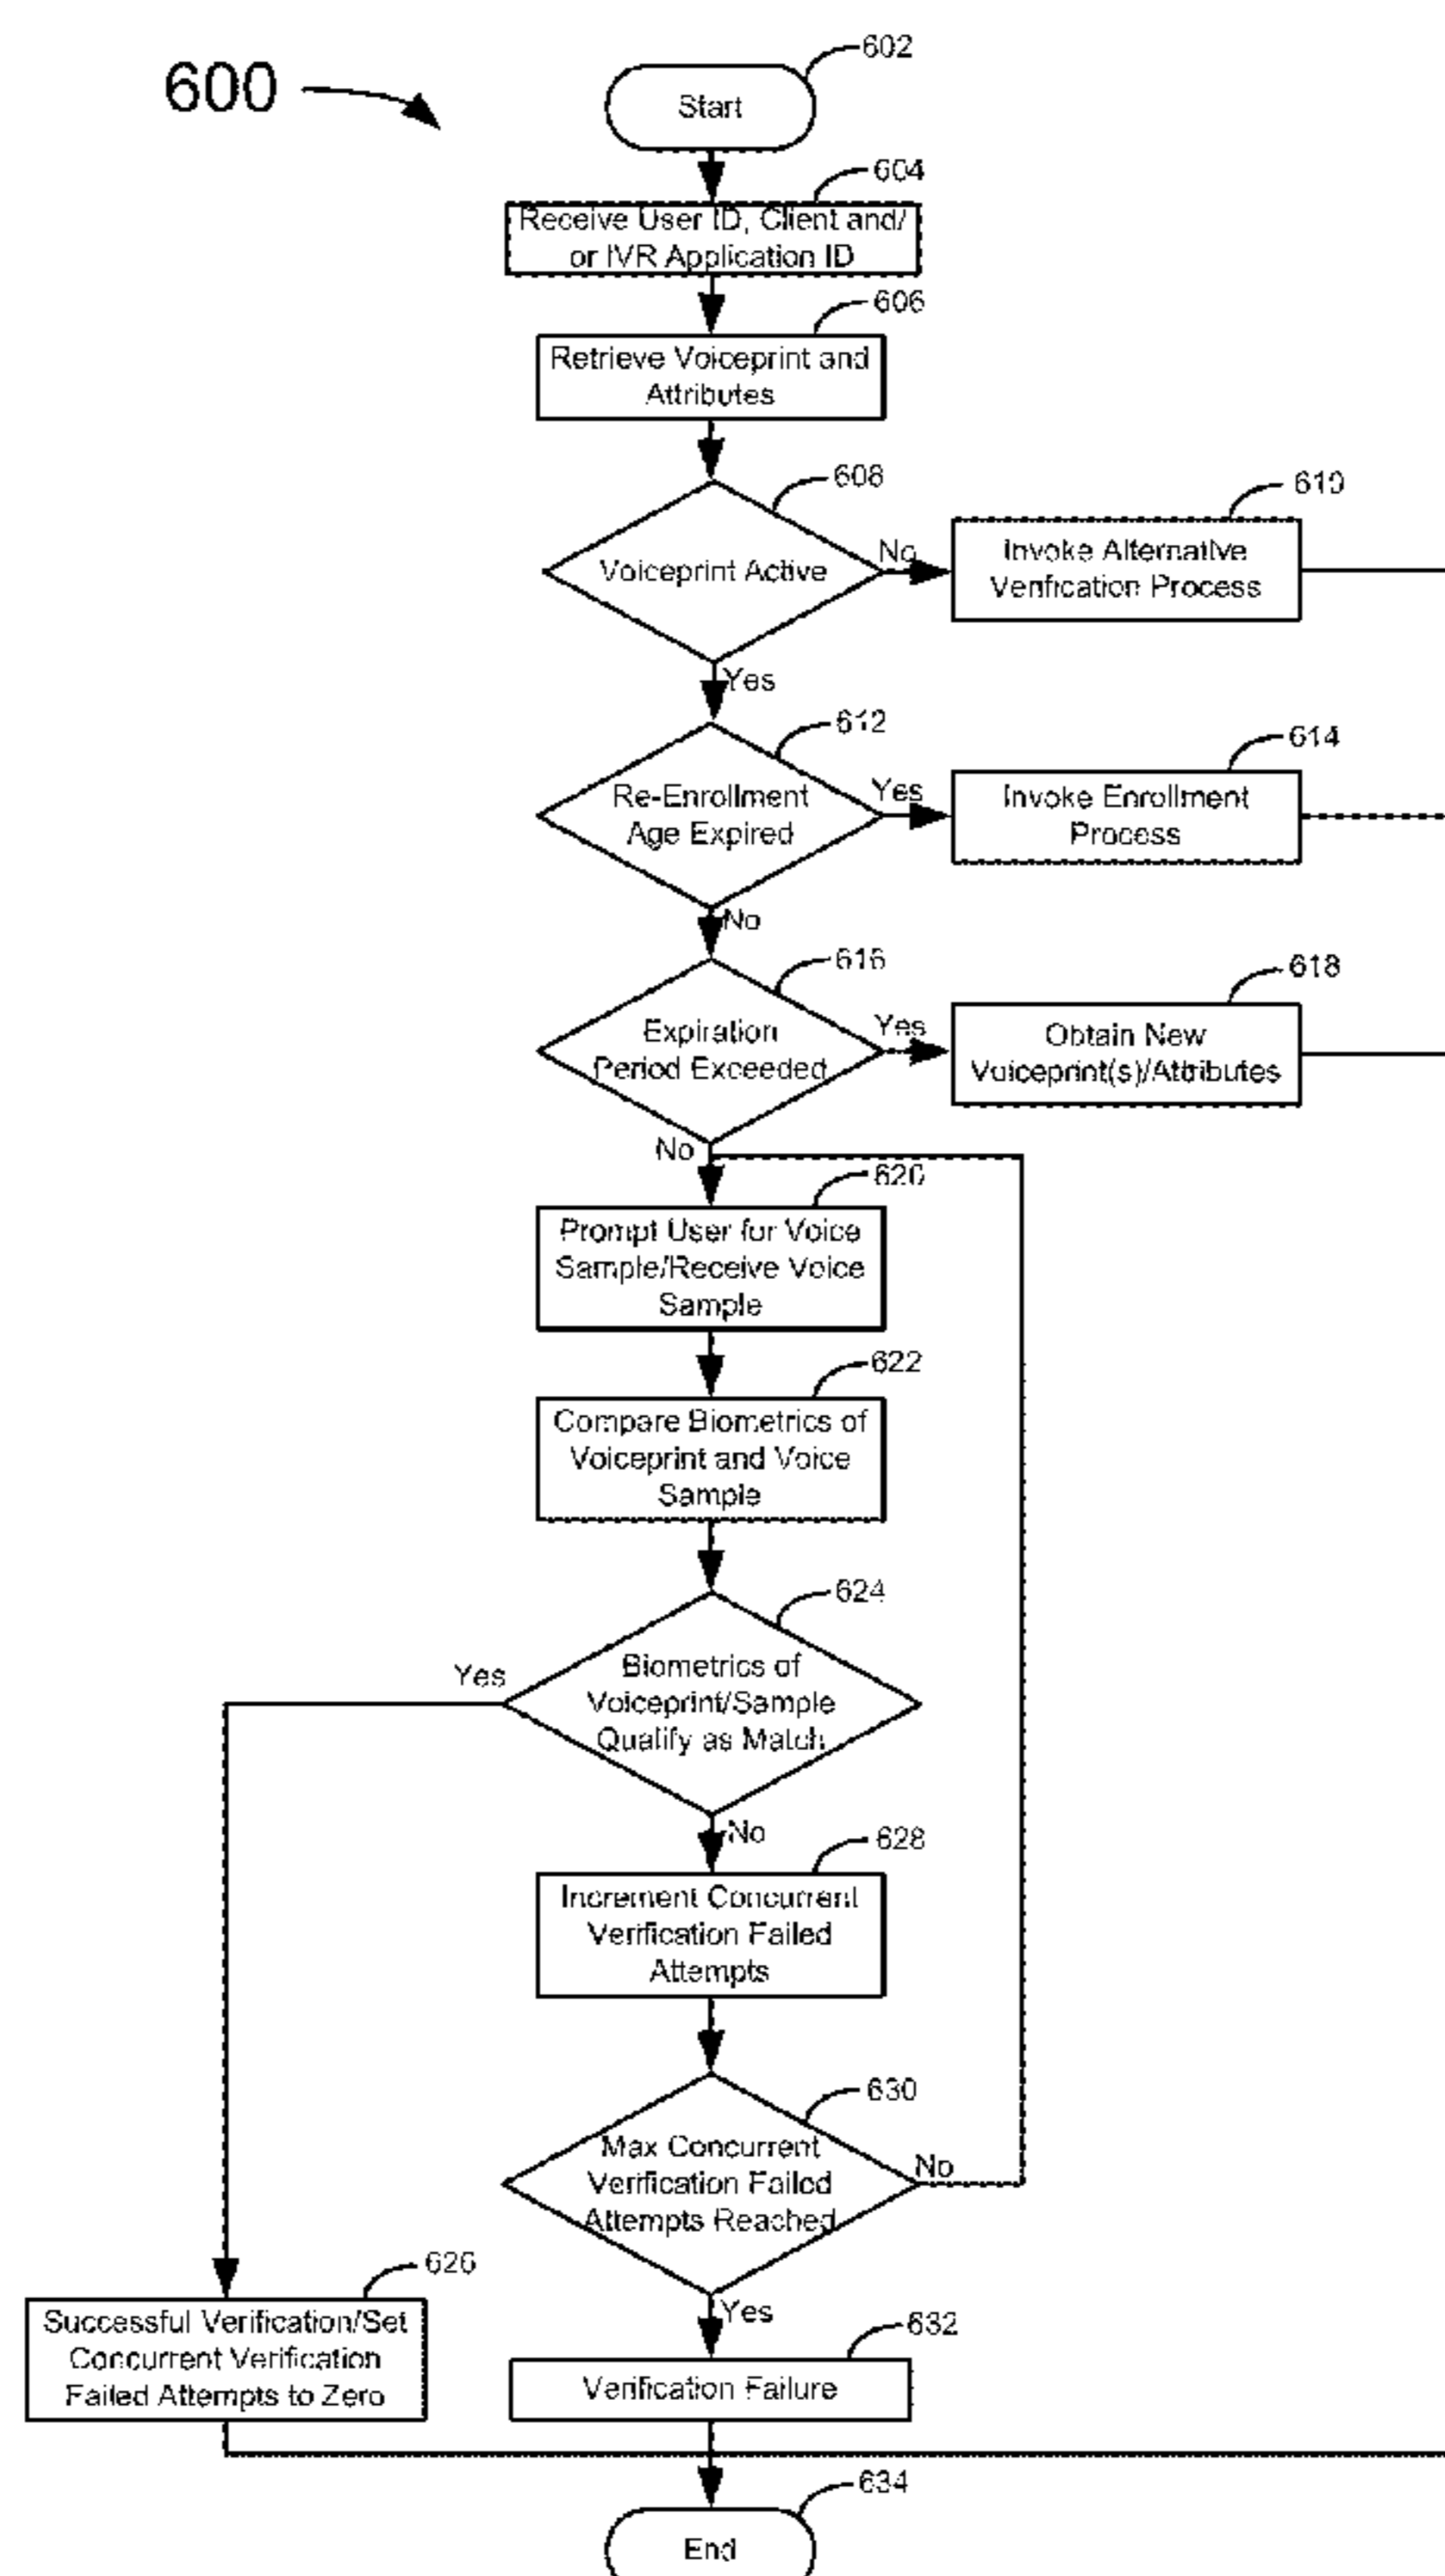 600
602
Start
604
Receive User ID, Client and/
or IVR Application ID
606
Retrieve Voiceprint and
Attributes
608
Voiceprint Active
No
610
Invoke Alternative
Verification Process
Yes
612
Re-Enrollment
Age Expired
Yes
614
Invoke Enrollment
Process
No
616
Expiration
Period Exceeded
Yes
618
Obtain New
Voiceprint(s)/Attributes
No
620
Prompt User for Voice
Sample/Receive Voice
Sample
622
Compare Biometrics of
Voiceprint and Voice
Sample
624
Biometrics of
Voiceprint/Sample
Qualify as Match
Yes
No
628
Increment Concurrent
Verification Failed
Attempts
630
Max Concurrent
Verification Failed
Attempts Reached
No
626
Successful Verification/Set
Concurrent Verification
Failed Attempts to Zero
Yes
632
Verification Failure
634
End